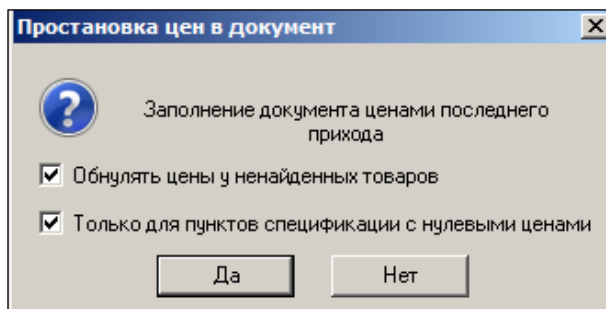 Простановка цен в документ
Заполнение документа ценами последнего
прихода
Обнулять цены у ненайденных товаров
Только для пунктов спецификации с нулевыми ценами
Да
Нет